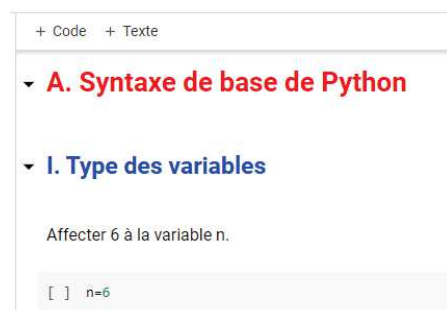 + Code + Texte
A. Syntaxe de base de Python
I. Type des variables
Affecter 6 à la variable n.
[ ] n=6